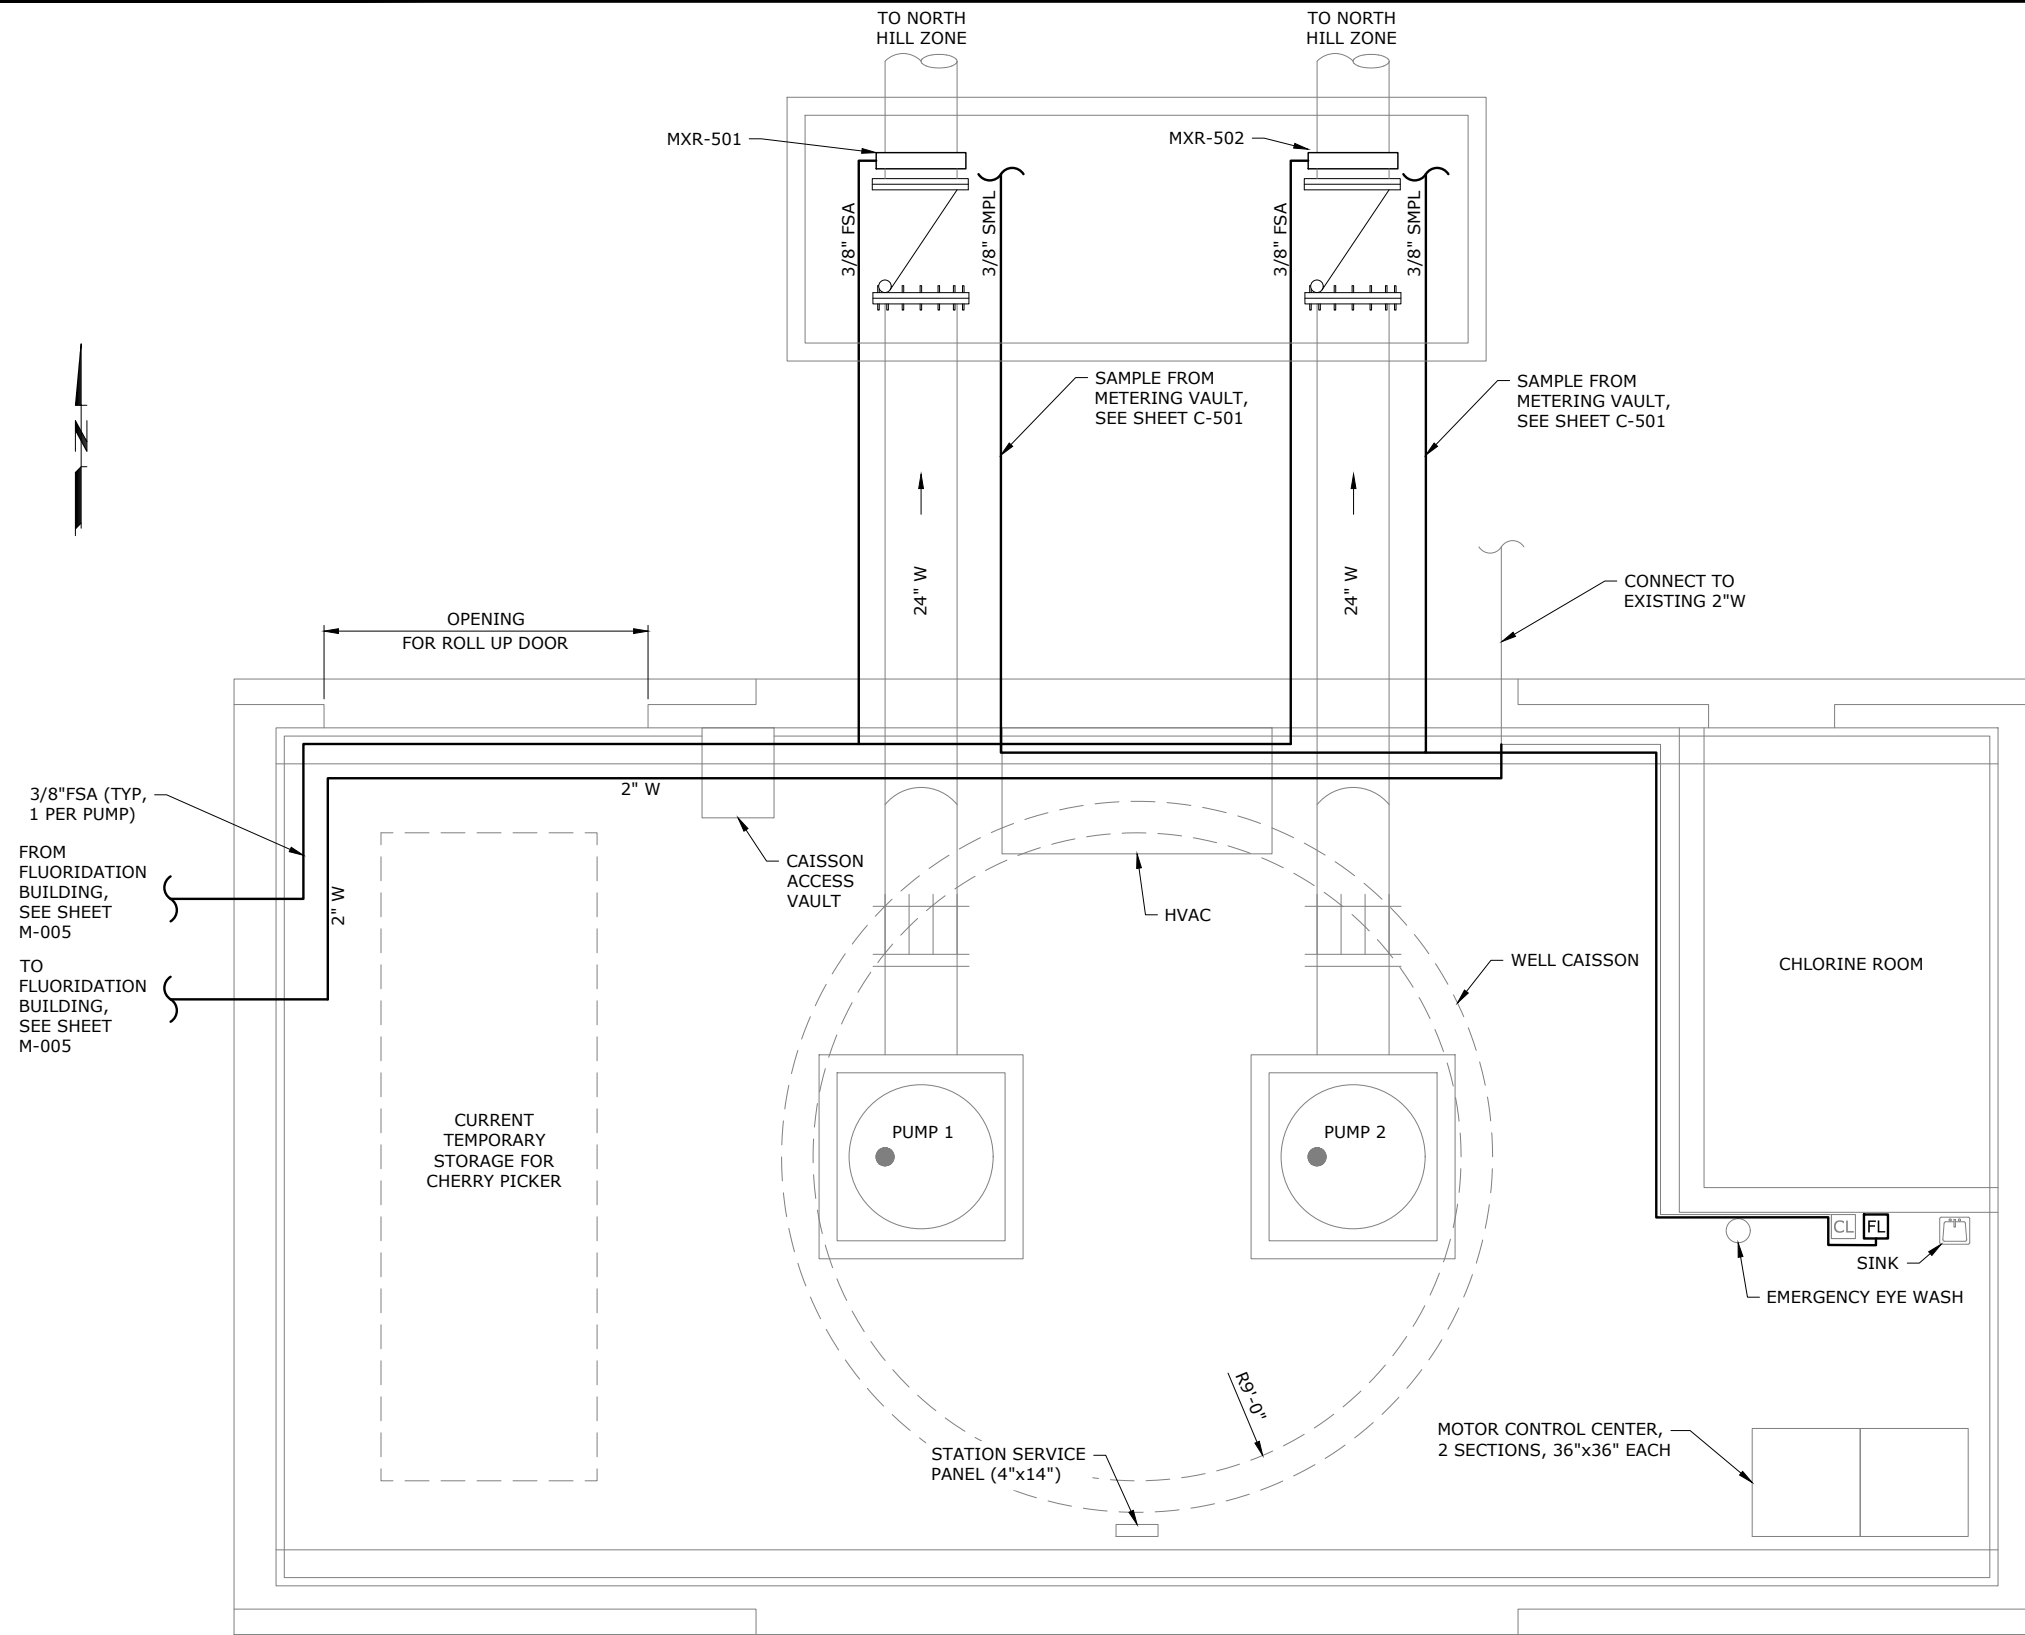 TO NORTH
HILL ZONE
TO NORTH
HILL ZONE
MXR-501
MXR-502
3/8" FSA
3/8" SMPL
3/8" FSA
3/8" SMPL
SAMPLE FROM
METERING VAULT,
SEE SHEET C-501
SAMPLE FROM
METERING VAULT,
SEE SHEET C-501
N
24" W
24" W
CONNECT TO
EXISTING 2"W
OPENING
FOR ROLL UP DOOR
3/8"FSA (TYP,
1 PER PUMP)
2" W
FROM
FLUORIDATION
BUILDING,
SEE SHEET
M-005
2" W
CAISSON
ACCESS
VAULT
HVAC
WELL CAISSON
CHLORINE ROOM
TO
FLUORIDATION
BUILDING,
SEE SHEET
M-005
CURRENT
TEMPORARY
STORAGE FOR
CHERRY PICKER
PUMP 1
PUMP 2
CL
FL
SINK
EMERGENCY EYE WASH
R9'-0"
STATION SERVICE
PANEL (4"x14")
MOTOR CONTROL CENTER,
2 SECTIONS, 36"x36" EACH